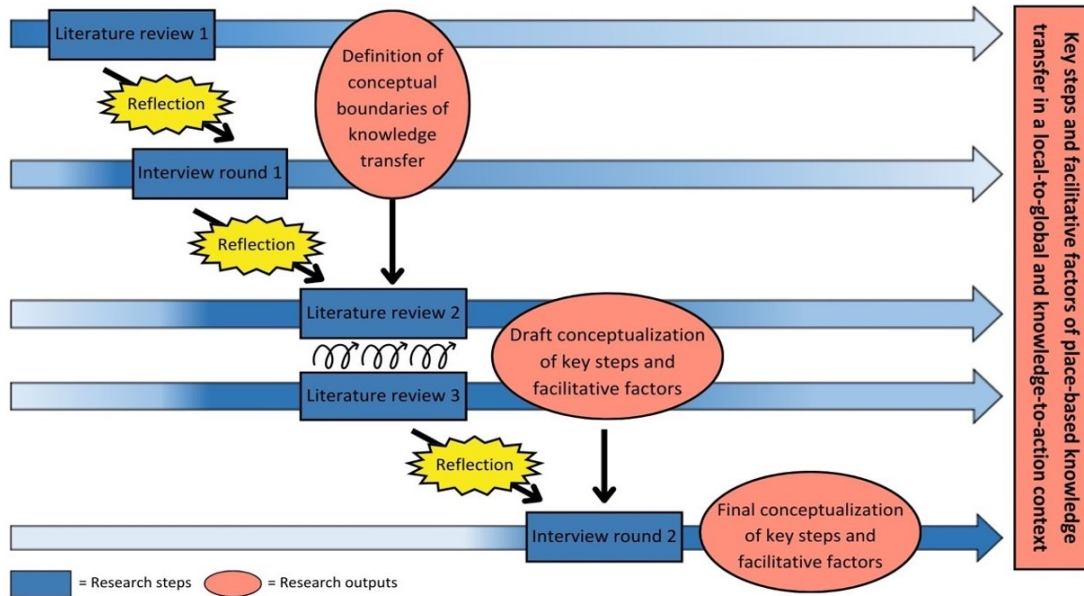 Literature review 1
Definition of
conceptual
boundaries of
knowledge
transfer
Reflection
Interview round 1
Reflection
Literature review 2
Draft conceptualization
of key steps and
facilitative factors
Literature review 3
Reflection
Interview round 2
Final conceptualization
of key steps and
facilitative factors
Key steps and facilitative factors of place-based knowledge
transfer in a local-to-global and knowledge-to-action context
= Research steps
= Research outputs